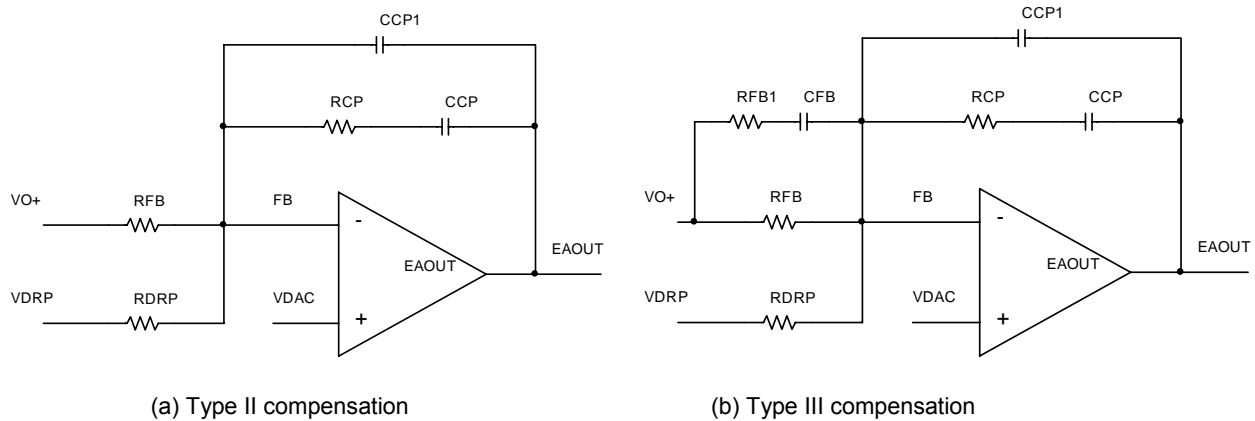 CCP1
RCP CCP
VO+ RFB FB
-
EAOUT
EAOUT
VDRP RDRP VDAC
+
(a) Type II compensation
CCP1
RFB1 CFB RCP CCP
VO+ RFB FB
-
EAOUT
EAOUT
VDRP RDRP VDAC
+
(b) Type III compensation